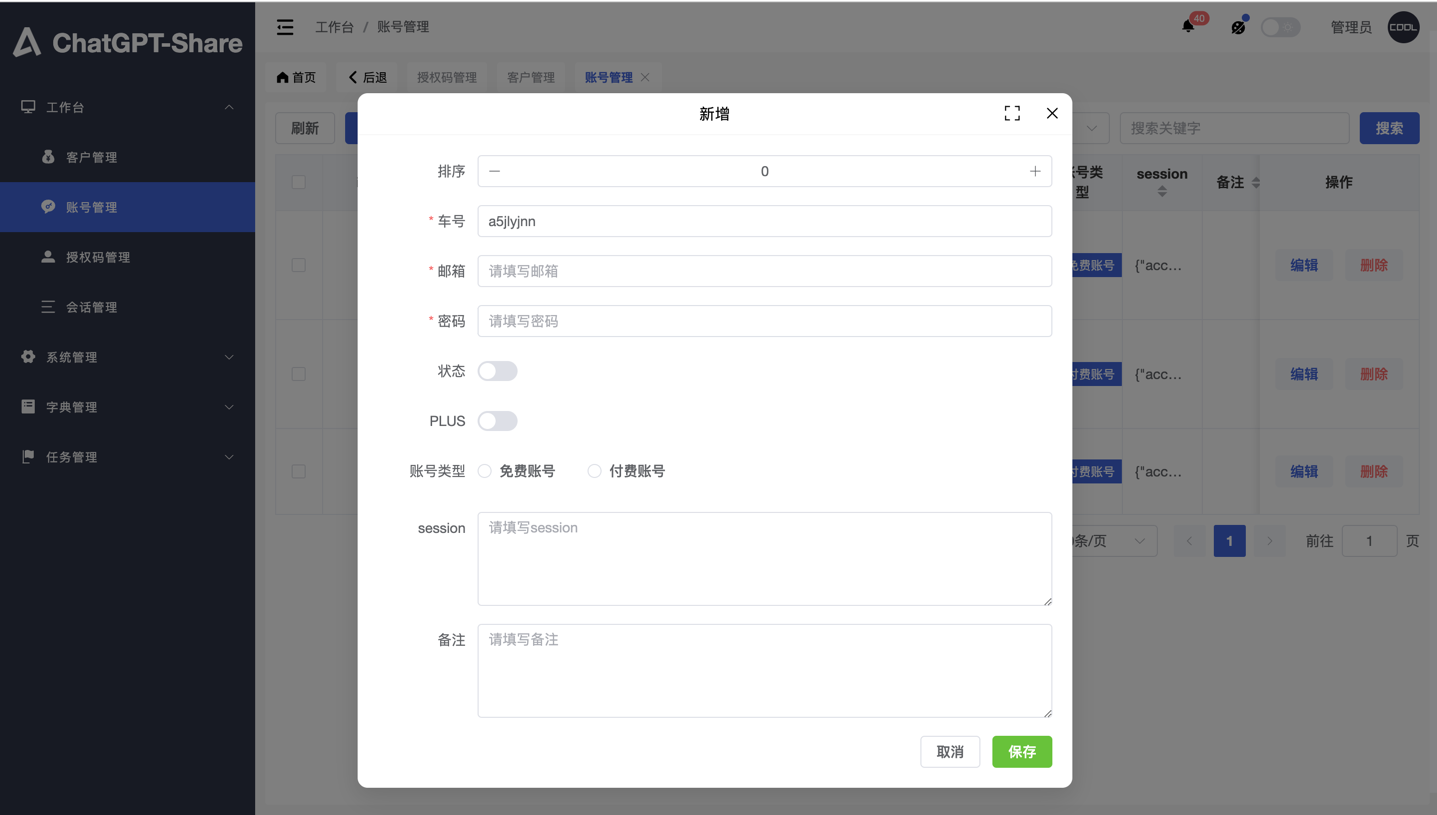 ChatGPT-Share
工作台 / 账号管理
40
管理员
COOL
首页
后退
授权码管理
客户管理
账号管理
工作台
客户管理
账号管理
授权码管理
会话管理
系统管理
字典管理
任务管理
刷新
搜索关键字
搜索
session
备注
操作
型
费账号
{"acc...
编辑
删除
付费账号
{"acc...
编辑
删除
付费账号
{"acc...
编辑
删除
条/页
1
前往
1
页
新增
排序
0
* 车号
a5jlyjnn
* 邮箱
请填写邮箱
* 密码
请填写密码
状态
PLUS
账号类型
免费账号
付费账号
session
请填写session
备注
请填写备注
取消
保存